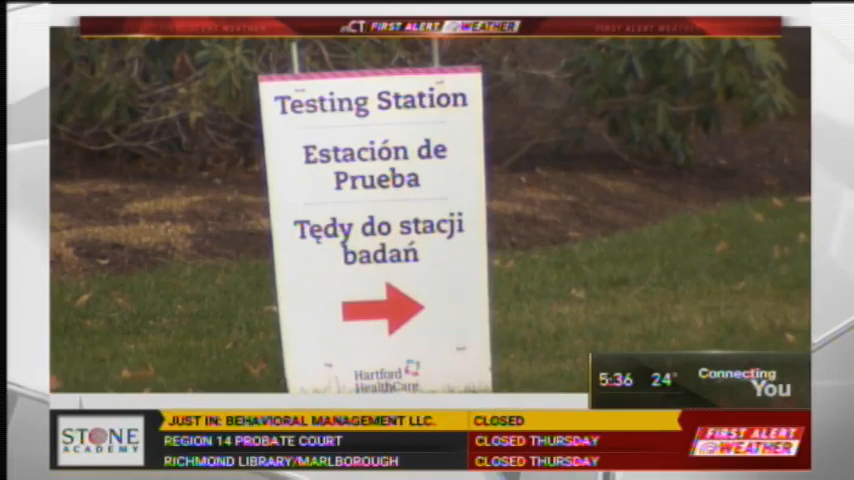 FIRST ALERT WEATHER
Testing Station
Estación de
Prueba
Tędy do stacji
badań
Hartford
HealthCare
5:36 24° Connecting
You
STONE
ACADEMY
JUST IN: BEHAVIORAL MANAGEMENT LLC. CLOSED
REGION 14 PROBATE COURT CLOSED THURSDAY
RICHMOND LIBRARY/MARLBOROUGH CLOSED THURSDAY
FIRST ALERT
WEATHER